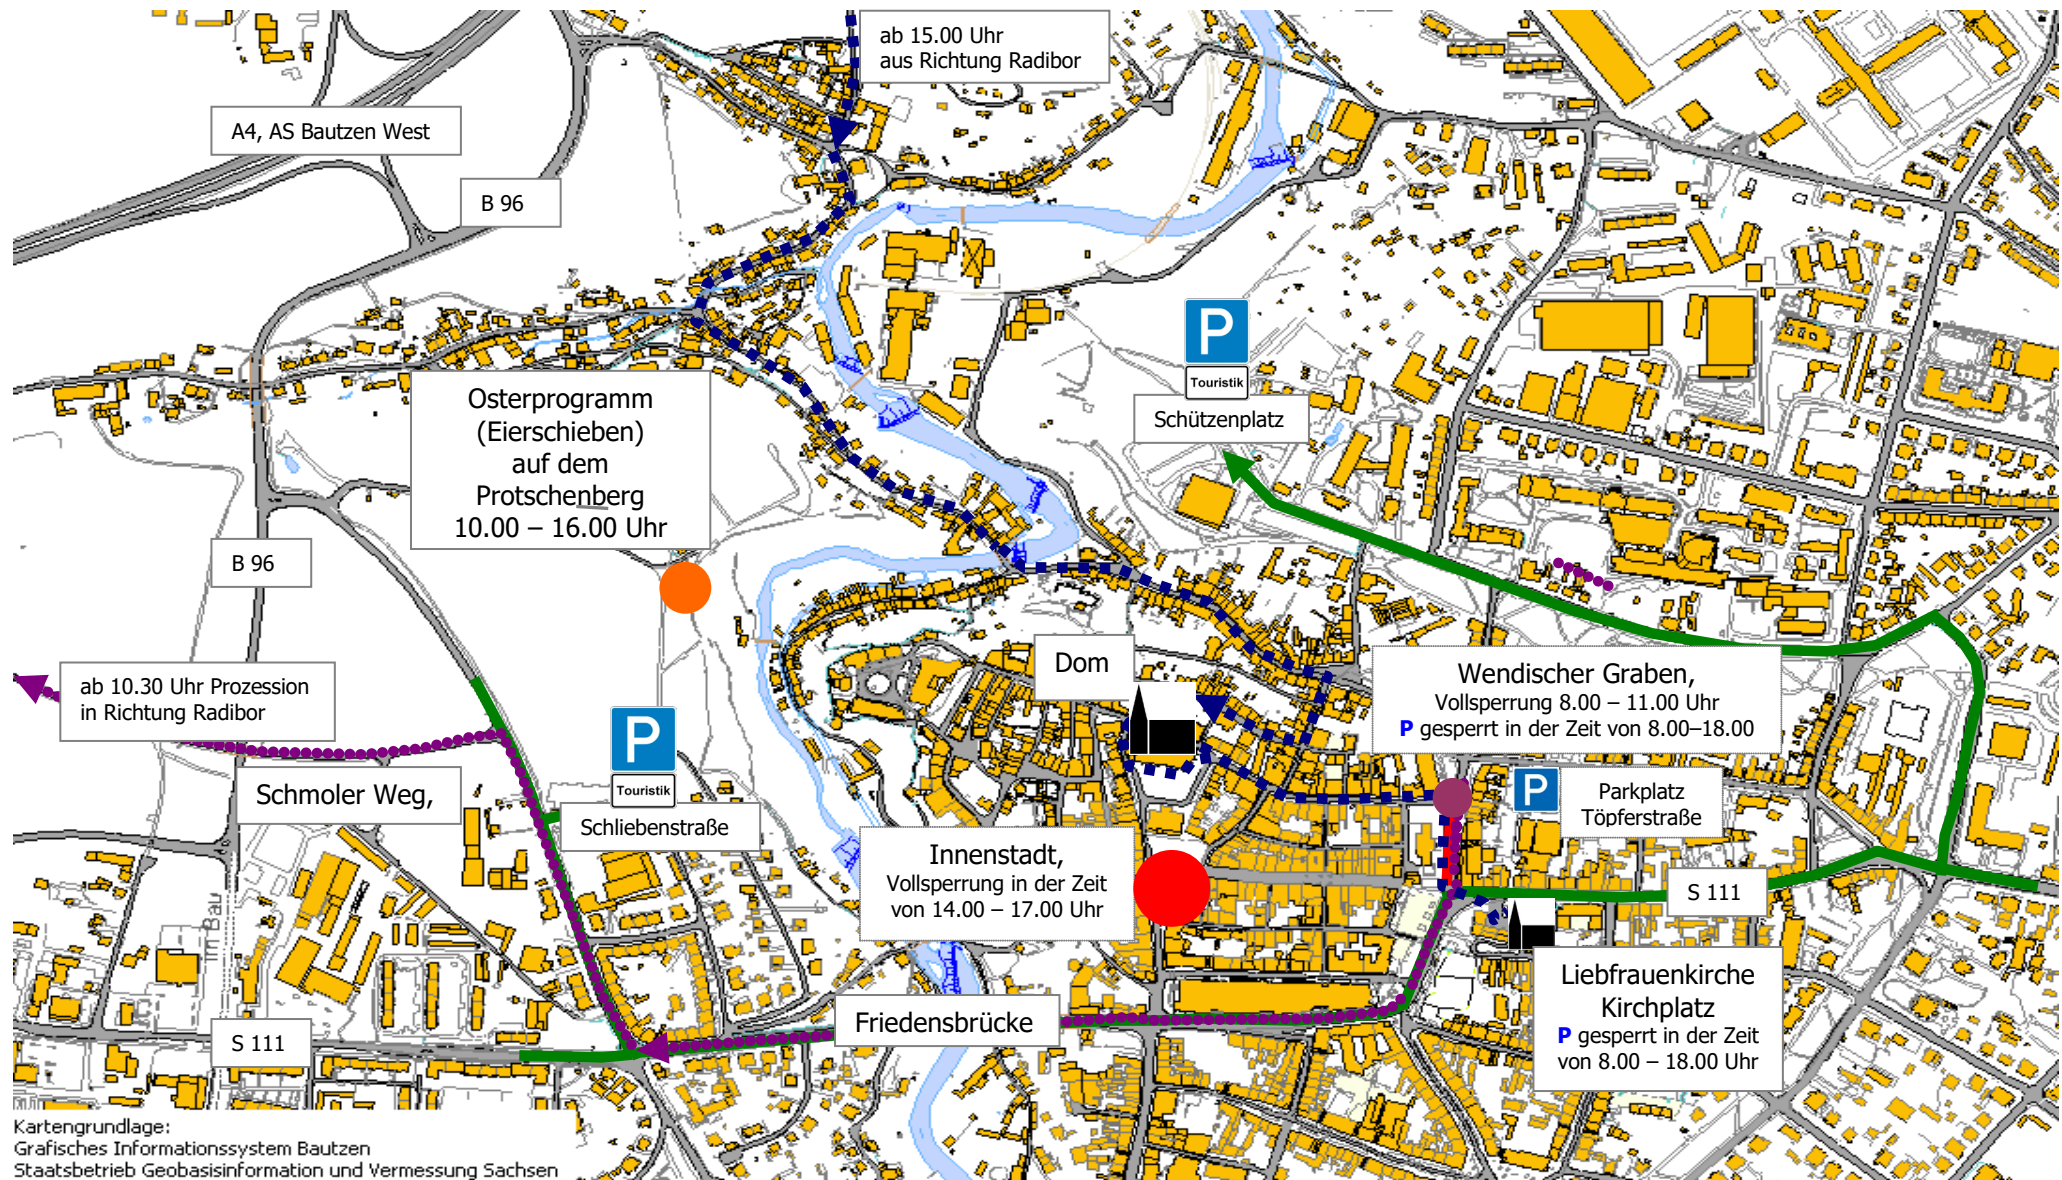 ab 15.00 Uhr
aus Richtung Radibor
A4, AS Bautzen West
B 96
P
Touristik
Schützenplatz
Osterprogramm
(Eierschieben)
auf dem
Protschenberg
10.00 – 16.00 Uhr
B 96
Dom
Wendischer Graben,
Vollsperrung 8.00 – 11.00 Uhr
P gesperrt in der Zeit von 8.00–18.00
ab 10.30 Uhr Prozession
in Richtung Radibor
P
Touristik
Schliebenstraße
Schmoler Weg,
P
Parkplatz
Töpferstraße
Innenstadt,
Vollsperrung in der Zeit
von 14.00 – 17.00 Uhr
S 111
Im Bau
Liebfrauenkirche
Kirchplatz
P gesperrt in der Zeit
von 8.00 – 18.00 Uhr
Friedensbrücke
S 111
Kartengrundlage:
Grafisches Informationssystem Bautzen
Staatsbetrieb Geobasisinformation und Vermessung Sachsen